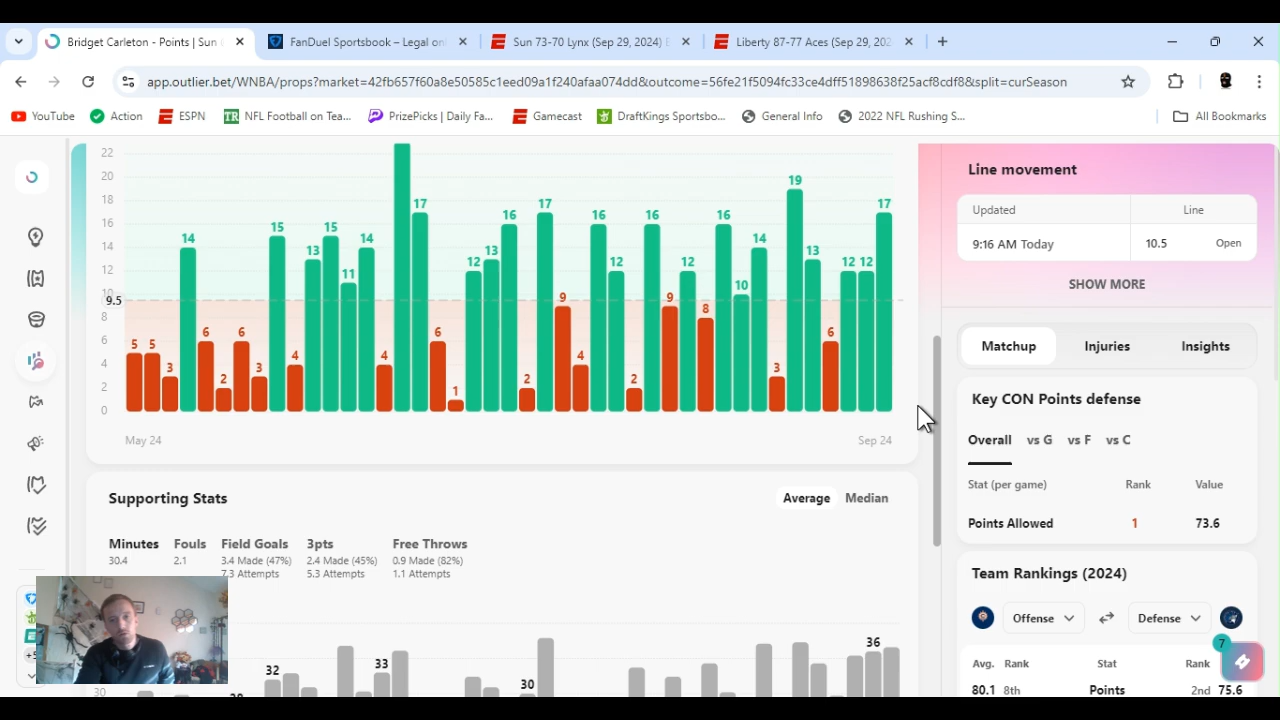 Bridget Carleton - Points | Sun
FanDuel Sportsbook – Legal on
Sun 73-70 Lynx (Sep 29, 2024)
Liberty 87-77 Aces (Sep 29, 202
app.outlier.bet/WNBA/props?market=42fb657f60a8e50585c1eed09a1f240afaa074dd&outcome=56fe21f5094fc33ce4dff51898638f25acf8cdf8&split=curSeason
YouTube Action ESPN NFL Football on Tea... PrizePicks | Daily Fa... Gamecast DraftKings Sportsbo... General Info 2022 NFL Rushing S... All Bookmarks
22
20
18
16
14
12
10
9.5
8
6
4
2
0
5 5 3 14 6 2 6 3 15 4 13 15 11 14 4 17 6 1 12 13 16 2 17 9 4 16 12 2 16 9 12 8 16 10 14 3 19 13 6 12 12 17
May 24 Sep 24
Supporting Stats Average Median
Minutes Fouls Field Goals 3pts Free Throws
30.4 2.1 3.4 Made (47%) 2.4 Made (45%) 0.9 Made (82%)
7.3 Attempts 5.3 Attempts 1.1 Attempts
32 33 30 36
30
28
Line movement
Updated Line
9:16 AM Today 10.5 Open
SHOW MORE
Matchup Injuries Insights
Key CON Points defense
Overall vs G vs F vs C
Stat (per game) Rank Value
Points Allowed 1 73.6
Team Rankings (2024)
Offense Defense
7
Avg. Rank Stat Rank
80.1 8th Points 2nd 75.6